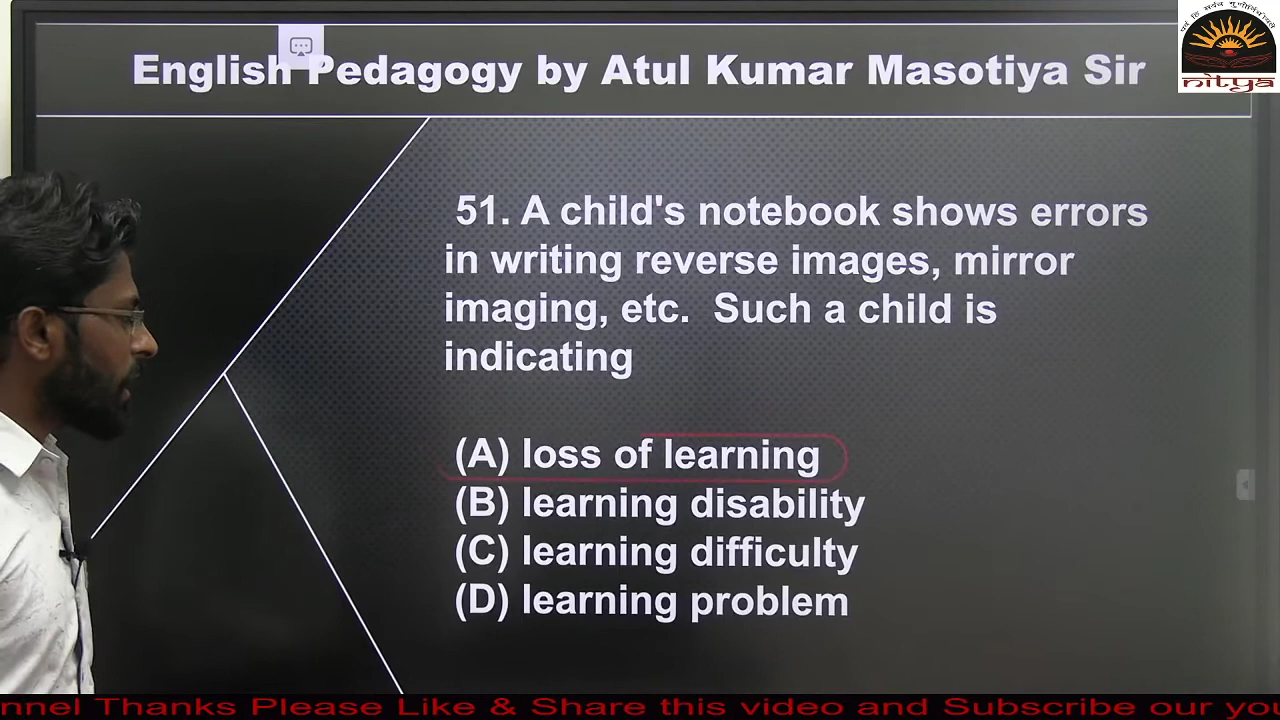 English Pedagogy by Atul Kumar Masotiya Sir
nitya
51. A child's notebook shows errors
in writing reverse images, mirror
imaging, etc. Such a child is
indicating
(A) loss of learning
(B) learning disability
(C) learning difficulty
(D) learning problem
nnel Thanks Please Like & Share this video and Subscribe our you